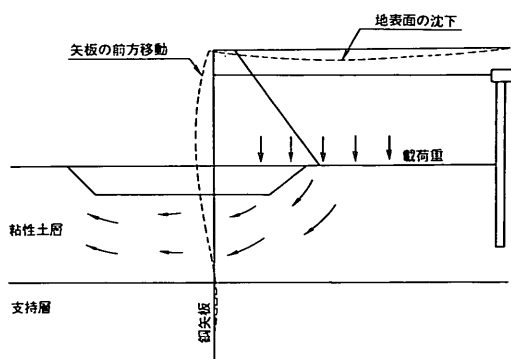 地表面の沈下
矢板の前方移動
載荷重
粘性土層
支持層
鋼矢板